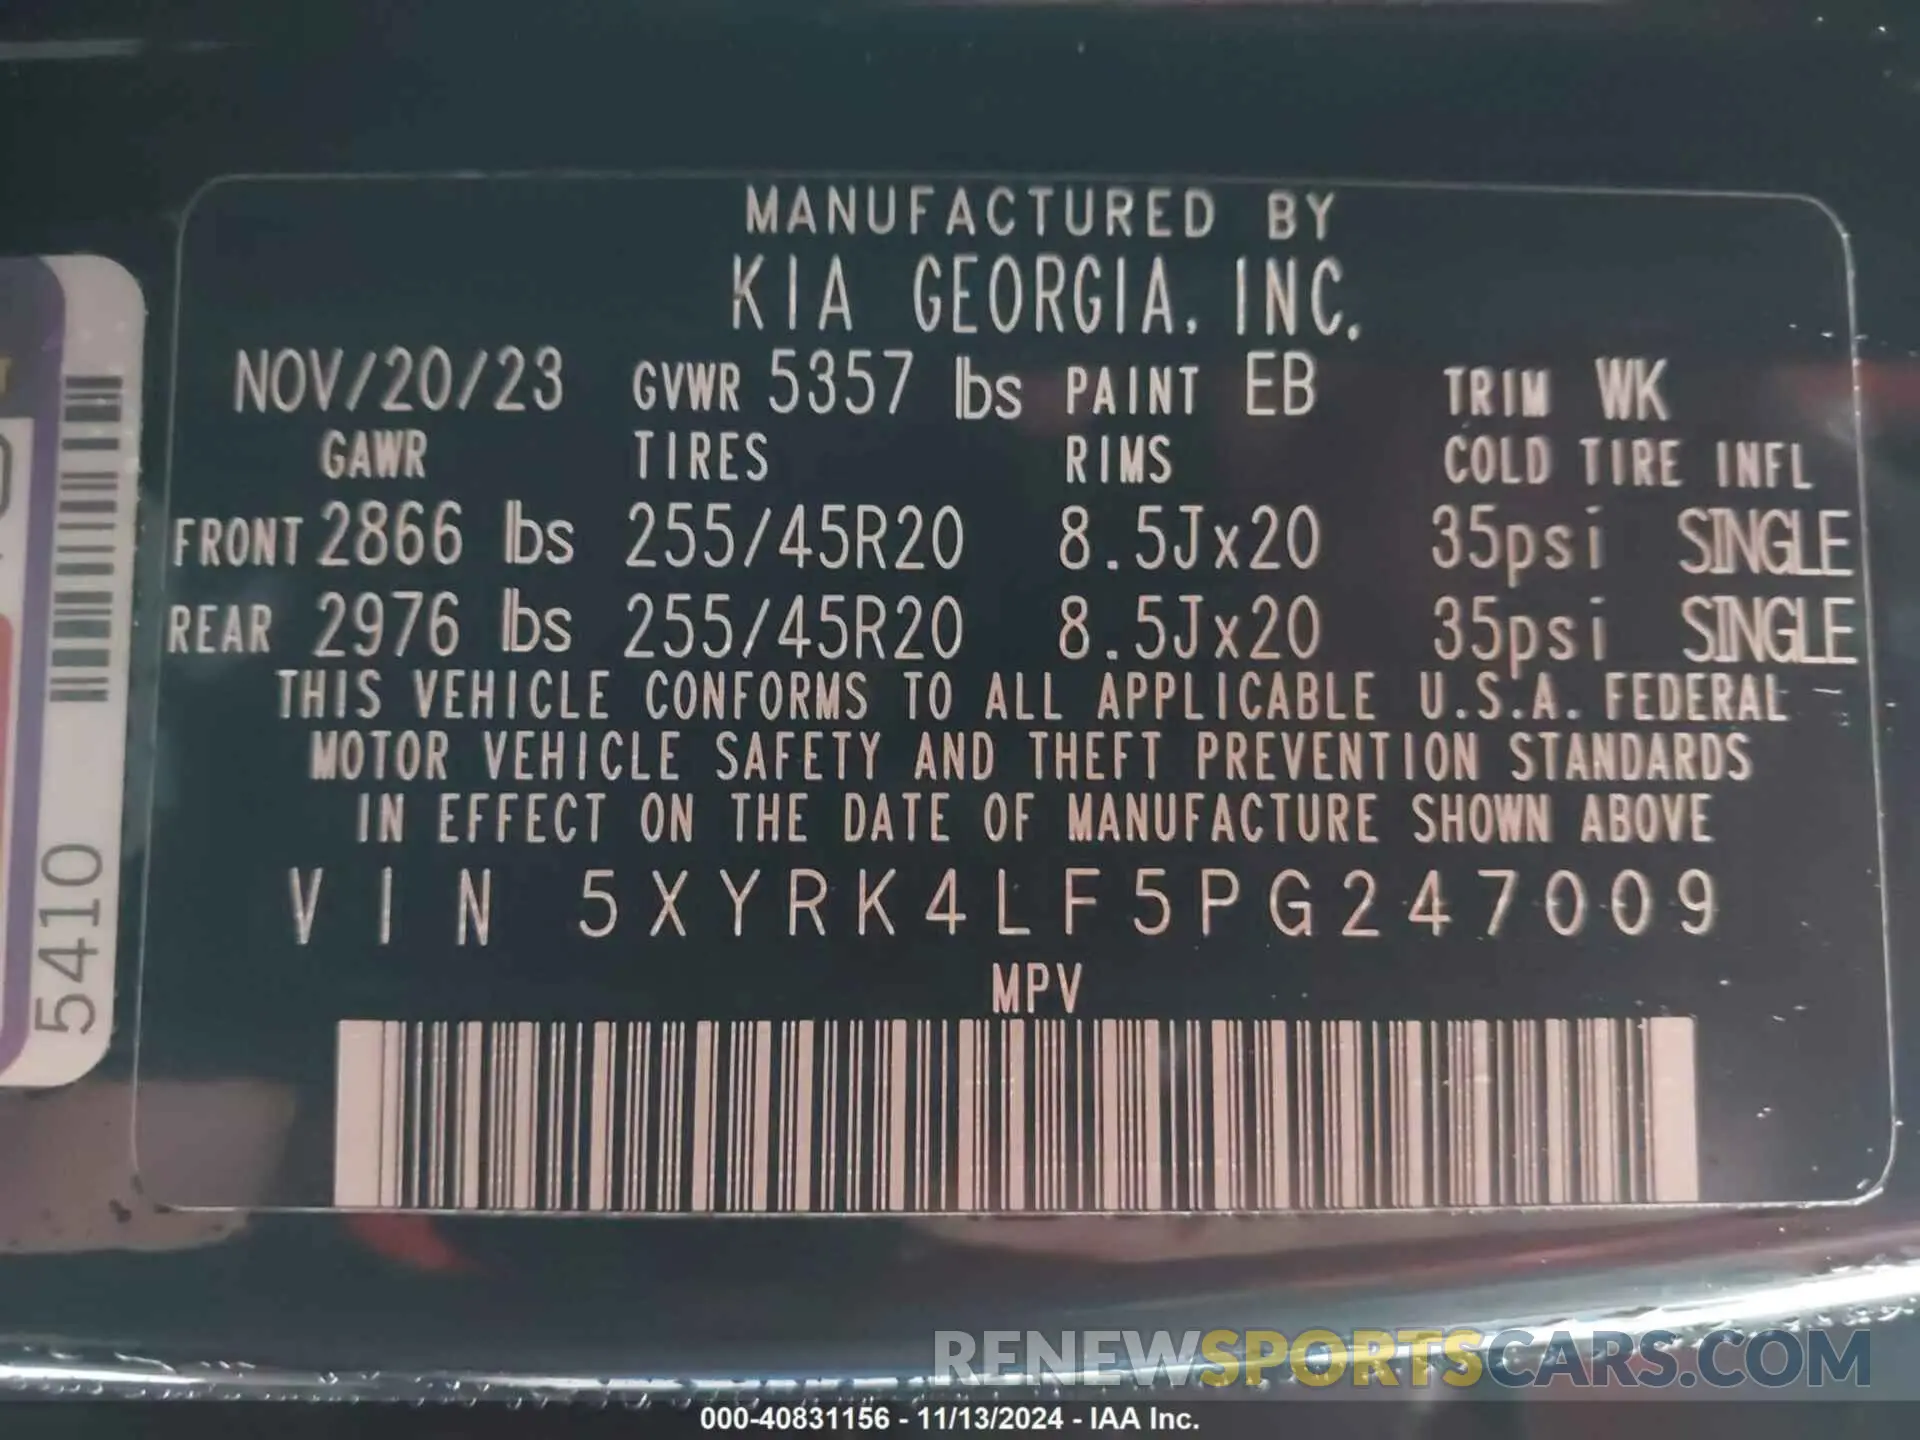 MANUFACTURED BY
KIA GEORGIA, INC.
NOV/20/23 GVWR 5357 lbs PAINT EB TRIM WK
GAWR TIRES RIMS COLD TIRE INFL
FRONT 2866 lbs 255/45R20 8.5Jx20 35psi SINGLE
REAR 2976 lbs 255/45R20 8.5Jx20 35psi SINGLE
THIS VEHICLE CONFORMS TO ALL APPLICABLE U.S.A. FEDERAL
MOTOR VEHICLE SAFETY AND THEFT PREVENTION STANDARDS
IN EFFECT ON THE DATE OF MANUFACTURE SHOWN ABOVE
VIN 5XYRK4LF5PG247009
MPV
5410
RENEWSPORTSCARS.COM
000-40831156 - 11/13/2024 - IAA Inc.